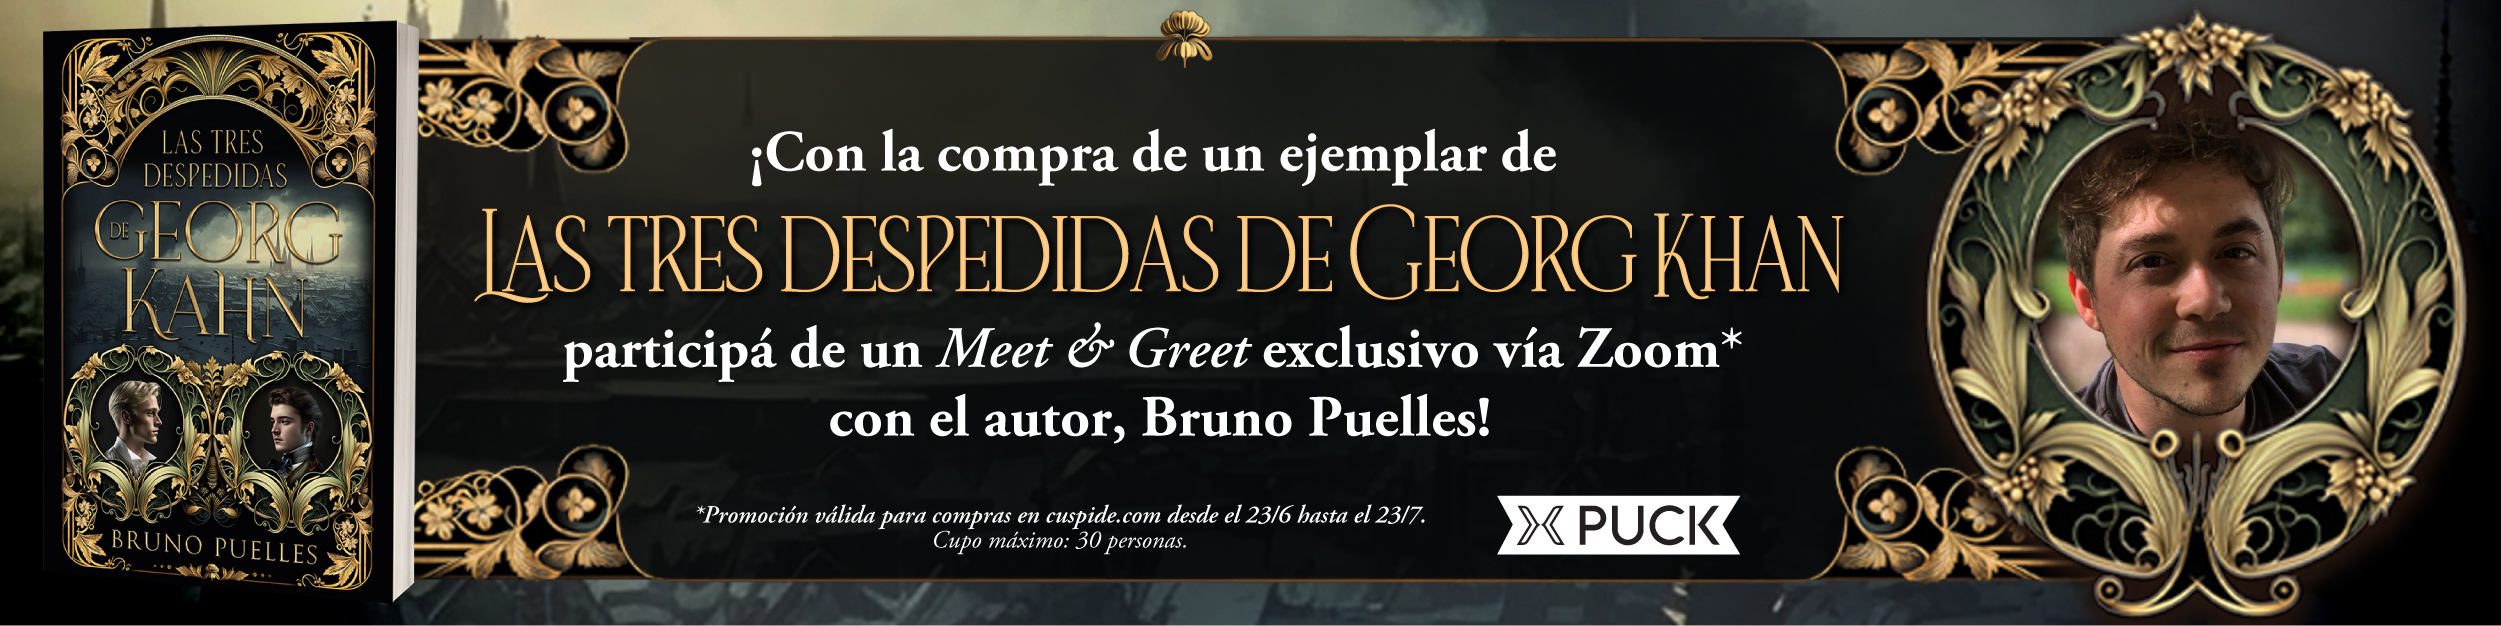 LAS TRES
DESPEDIDAS
DE GEORG
KAHN
BRUNO PUELLES
¡Con la compra de un ejemplar de
LAS TRES DESPEDIDAS DE GEORG KHAN
participá de un Meet & Greet exclusivo vía Zoom*
con el autor, Bruno Puelles!
*Promoción válida para compras en cuspide.com desde el 23/6 hasta el 23/7.
Cupo máximo: 30 personas.
PUCK